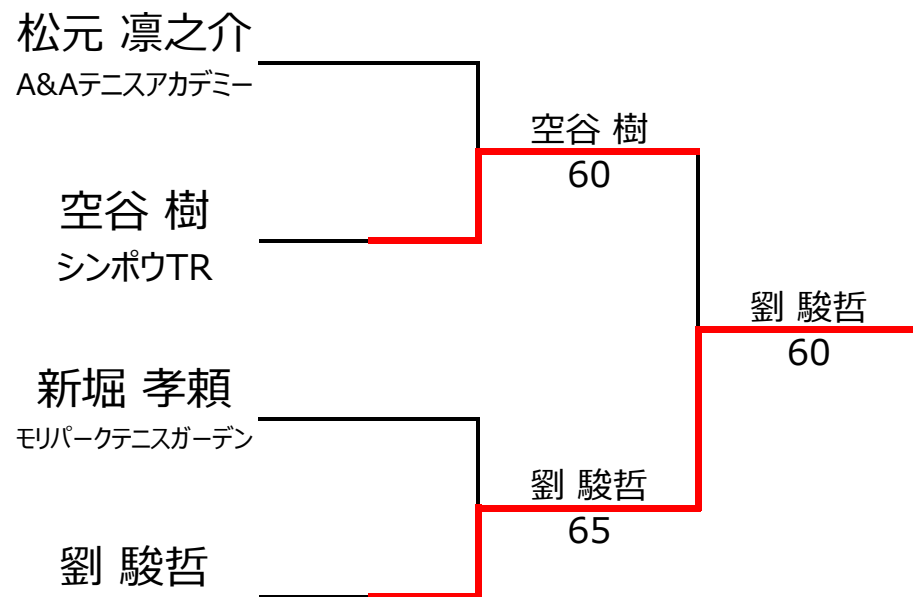 松元 凛之介
A&Aテニスアカデミー
空谷 樹
60
空谷 樹
シンポウTR
劉 駿哲
60
新堀 孝頼
モリパークテニスガーデン
劉 駿哲
65
劉 駿哲